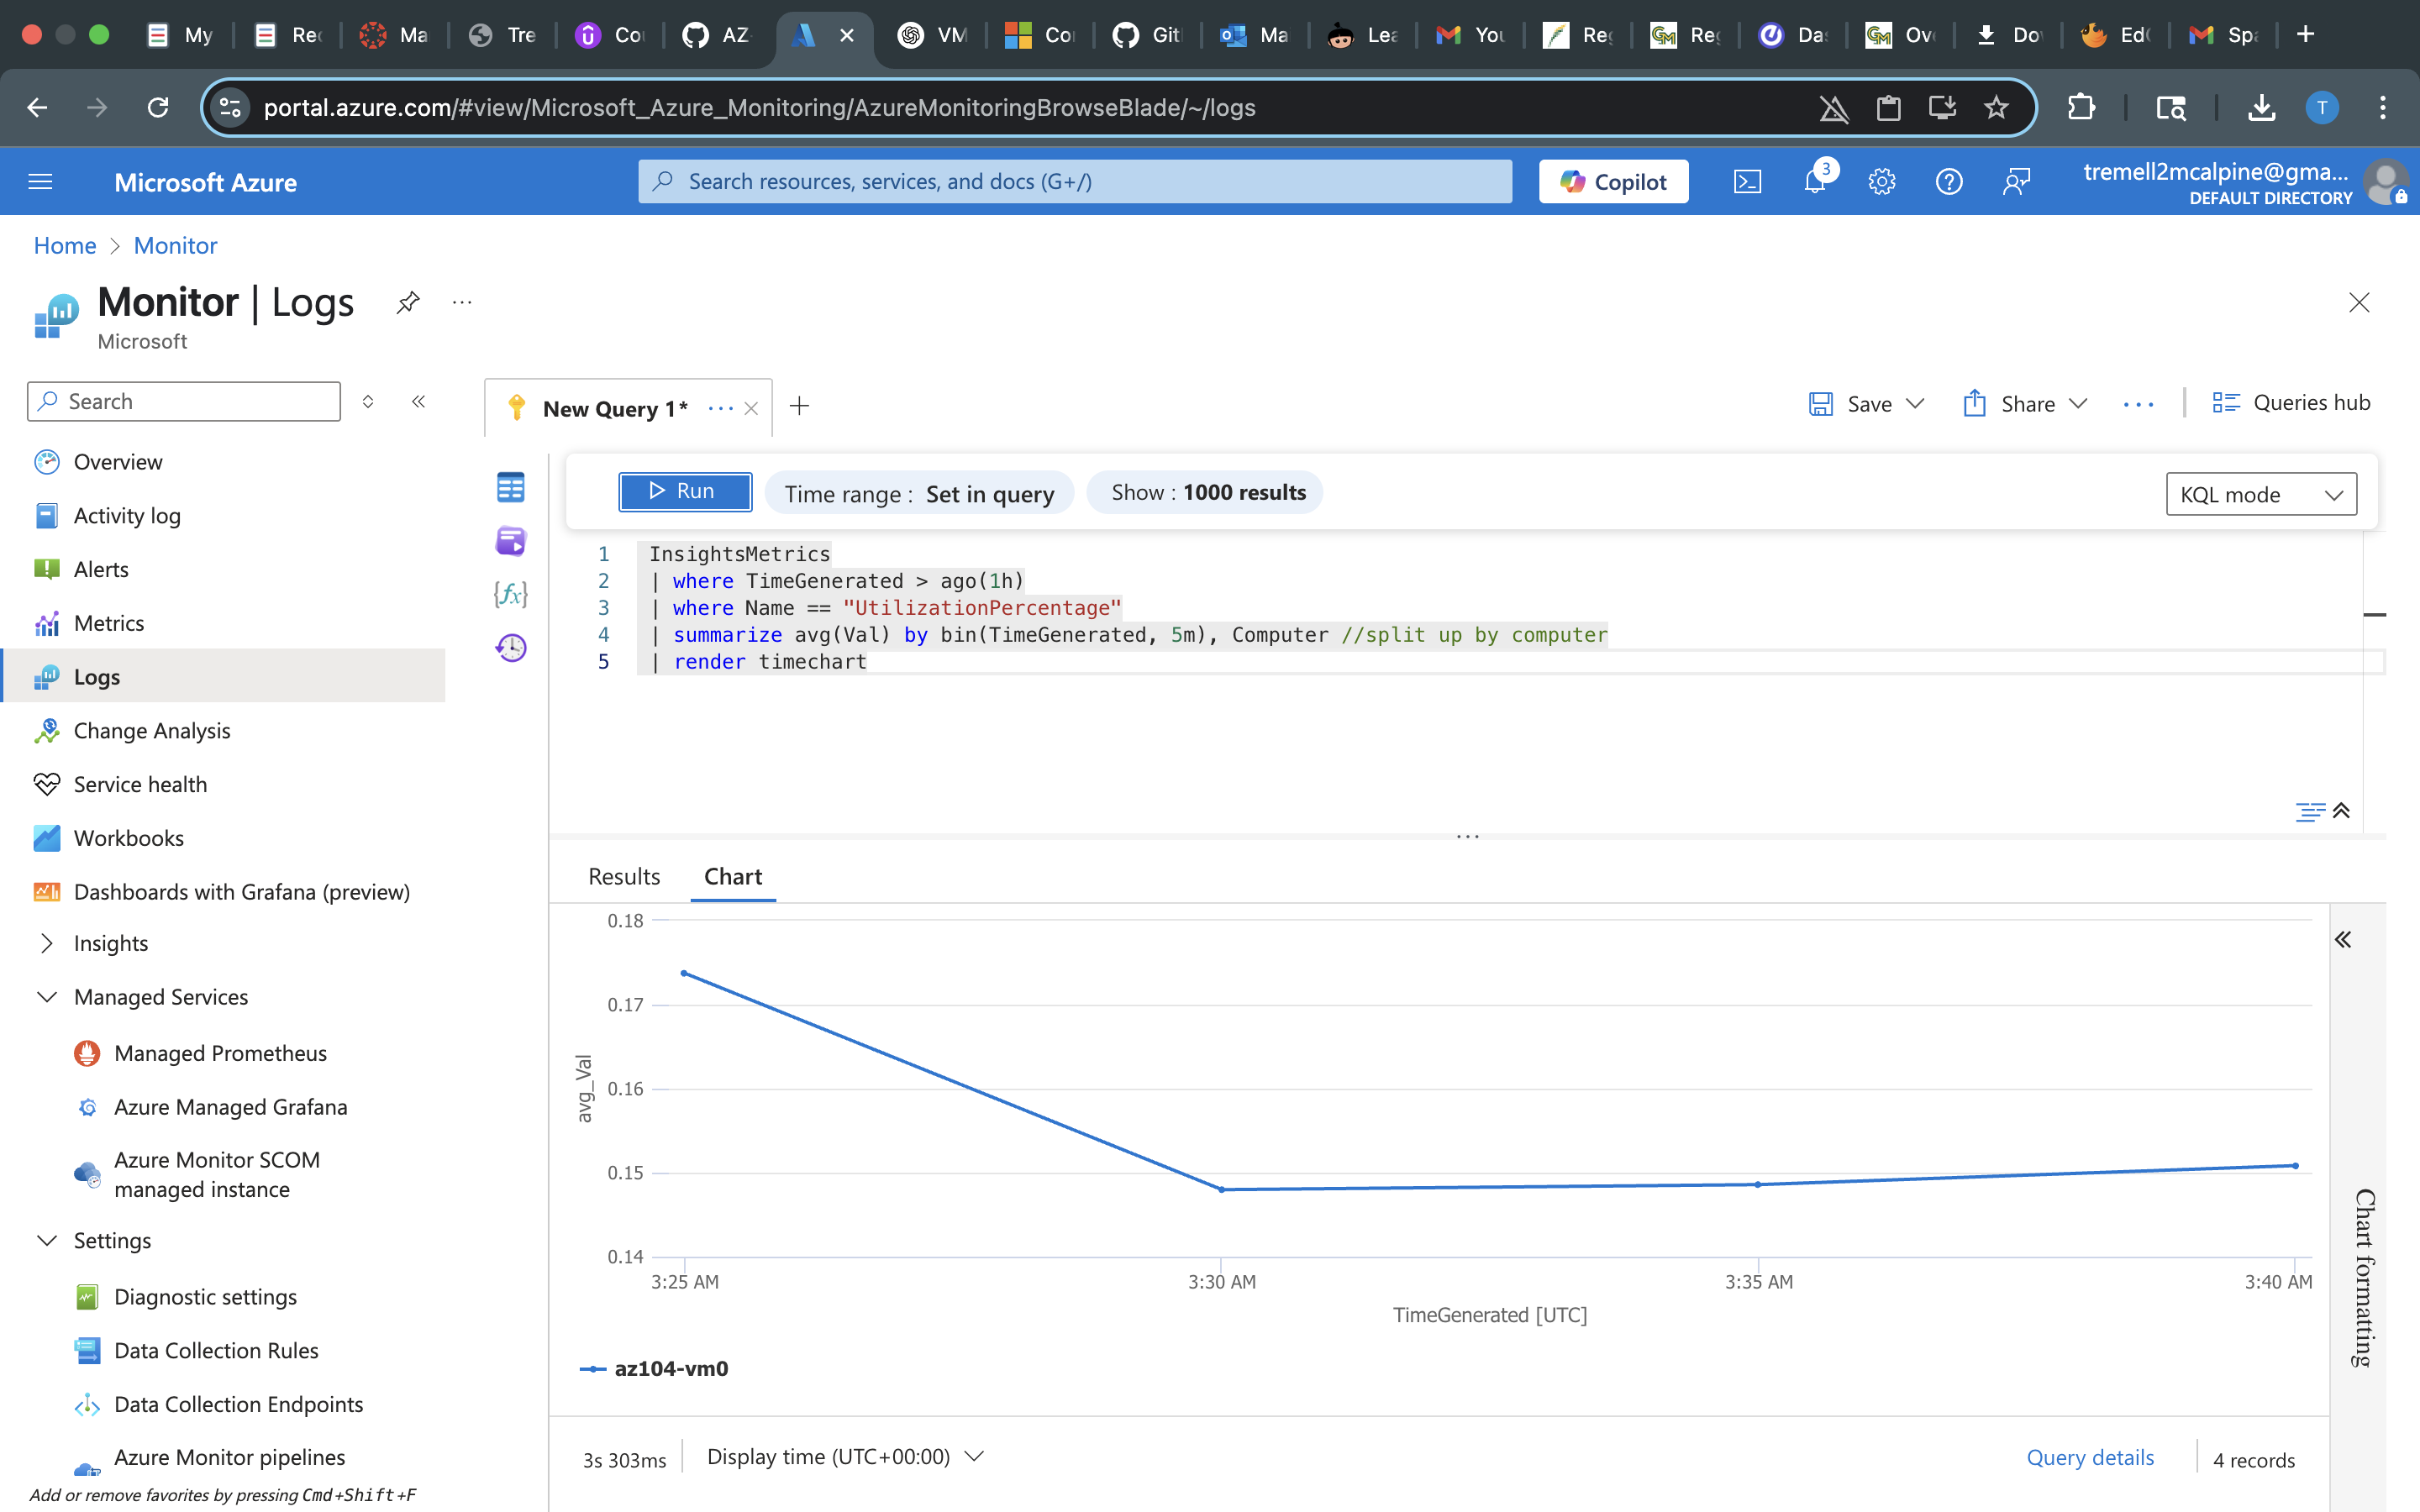 My
Rec
Ma
Tre
Cou
AZ-
VM
Co
Git
Ma
Lea
You
Reg
Reg
Das
Ove
Do
Ed
Spa
portal.azure.com/#view/Microsoft_Azure_Monitoring/AzureMonitoringBrowseBlade/~/logs
T
Microsoft Azure
Search resources, services, and docs (G+/)
Copilot
3
tremell2mcalpine@gma...
DEFAULT DIRECTORY
Home > Monitor
Monitor | Logs
Microsoft
Search
Overview
Activity log
Alerts
Metrics
Logs
Change Analysis
Service health
Workbooks
Dashboards with Grafana (preview)
Insights
Managed Services
Managed Prometheus
Azure Managed Grafana
Azure Monitor SCOM
managed instance
Settings
Diagnostic settings
Data Collection Rules
Data Collection Endpoints
Azure Monitor pipelines
Add or remove favorites by pressing Cmd+Shift+F
New Query 1*
Save
Share
Queries hub
Run
Time range : Set in query
Show : 1000 results
KQL mode
1 InsightsMetrics
2 | where TimeGenerated > ago(1h)
3 | where Name == "UtilizationPercentage"
4 | summarize avg(Val) by bin(TimeGenerated, 5m), Computer //split up by computer
5 | render timechart
Results
Chart
0.18
0.17
0.16
0.15
0.14
avg_Val
3:25 AM
3:30 AM
3:35 AM
3:40 AM
TimeGenerated [UTC]
az104-vm0
Chart formatting
3s 303ms
Display time (UTC+00:00)
Query details
4 records